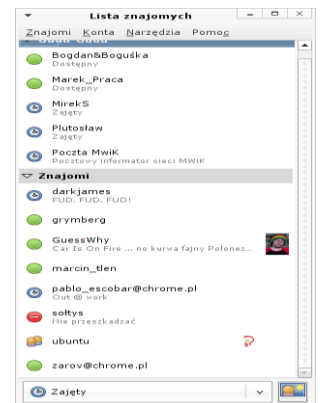 Lista znajomych
Znajomi Konta Narzędzia Pomoc
Bogdan&Boguśka
Dostępny
Marek_Praca
Dostępny
MirekS
Zajęty
Plutosław
Zajęty
Poczta MwiK
Pocztowy informator sieci MWiK
Znajomi
darkjames
FUD. FUD. FUD!
grymberg
GuessWhy
Car Is On Fire ... no kurwa fajny Polonez...
marcin_tlen
pablo_escobar@chrome.pl
Out @ work
sołtys
Nie przeszkadzać
ubuntu
zarov@chrome.pl
Zajęty